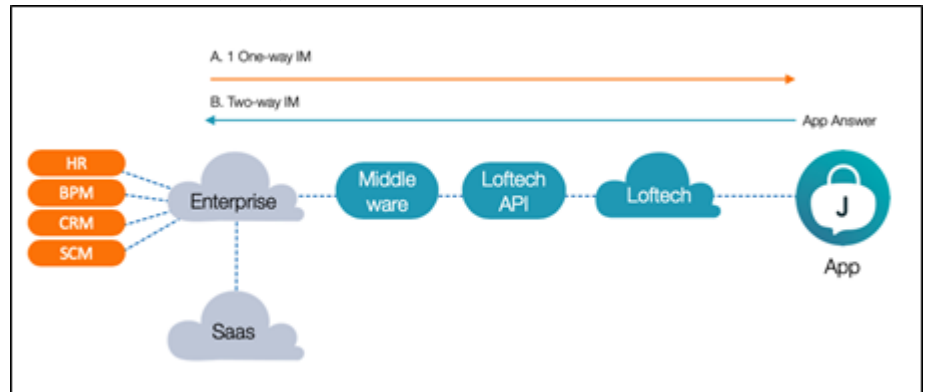 A. 1 One-way IM
B. Two-way IM
App Answer
HR
BPM
CRM
SCM
Enterprise
Middle
ware
Loftech
API
Loftech
J
App
Saas